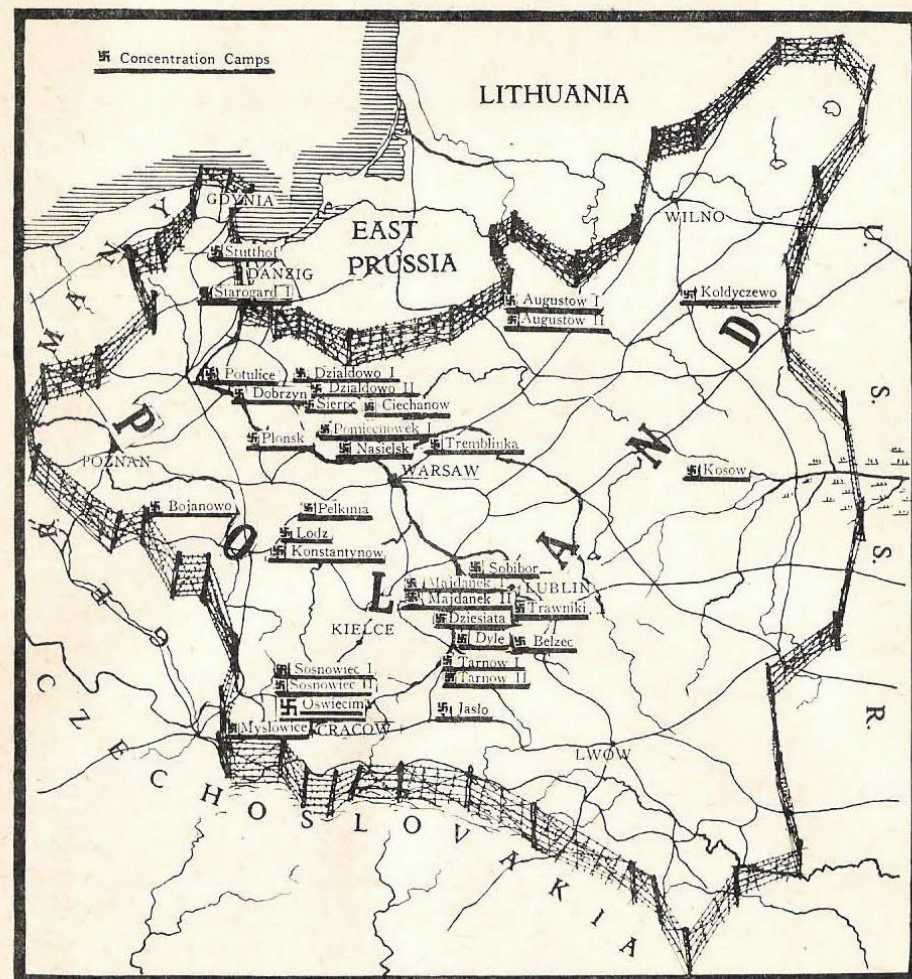 Concentration Camps
LITHUANIA
GDYNIA
WILNO
EAST
PRUSSIA
Stutthof
DANZIG
Starogard I
Augustow I
Augustow II
Koldyczewo
GERMANY
U. S. S. R.
POLAND
Potulice
Dzialdowo I
Dzialdowo II
Dobrzyn
Sierpc
Ciechanow
Pomiechowek I
Plonsk
Nasielsk
Tremblinka
POZNAN
WARSAW
Kosow
Bojanowo
Pelkinia
Lodz
Konstantynow
Sobibor
Majdanek I
LUBLIN
Majdanek II
Trawniki
Dziesiata
KIELCE
Dyle
Belzec
Tarnow I
Tarnow II
Sosnowiec I
Sosnowiec II
Oswiecim
Jaslo
Myslowice
CRACOW
LWOW
CZECHOSLOVAKIA